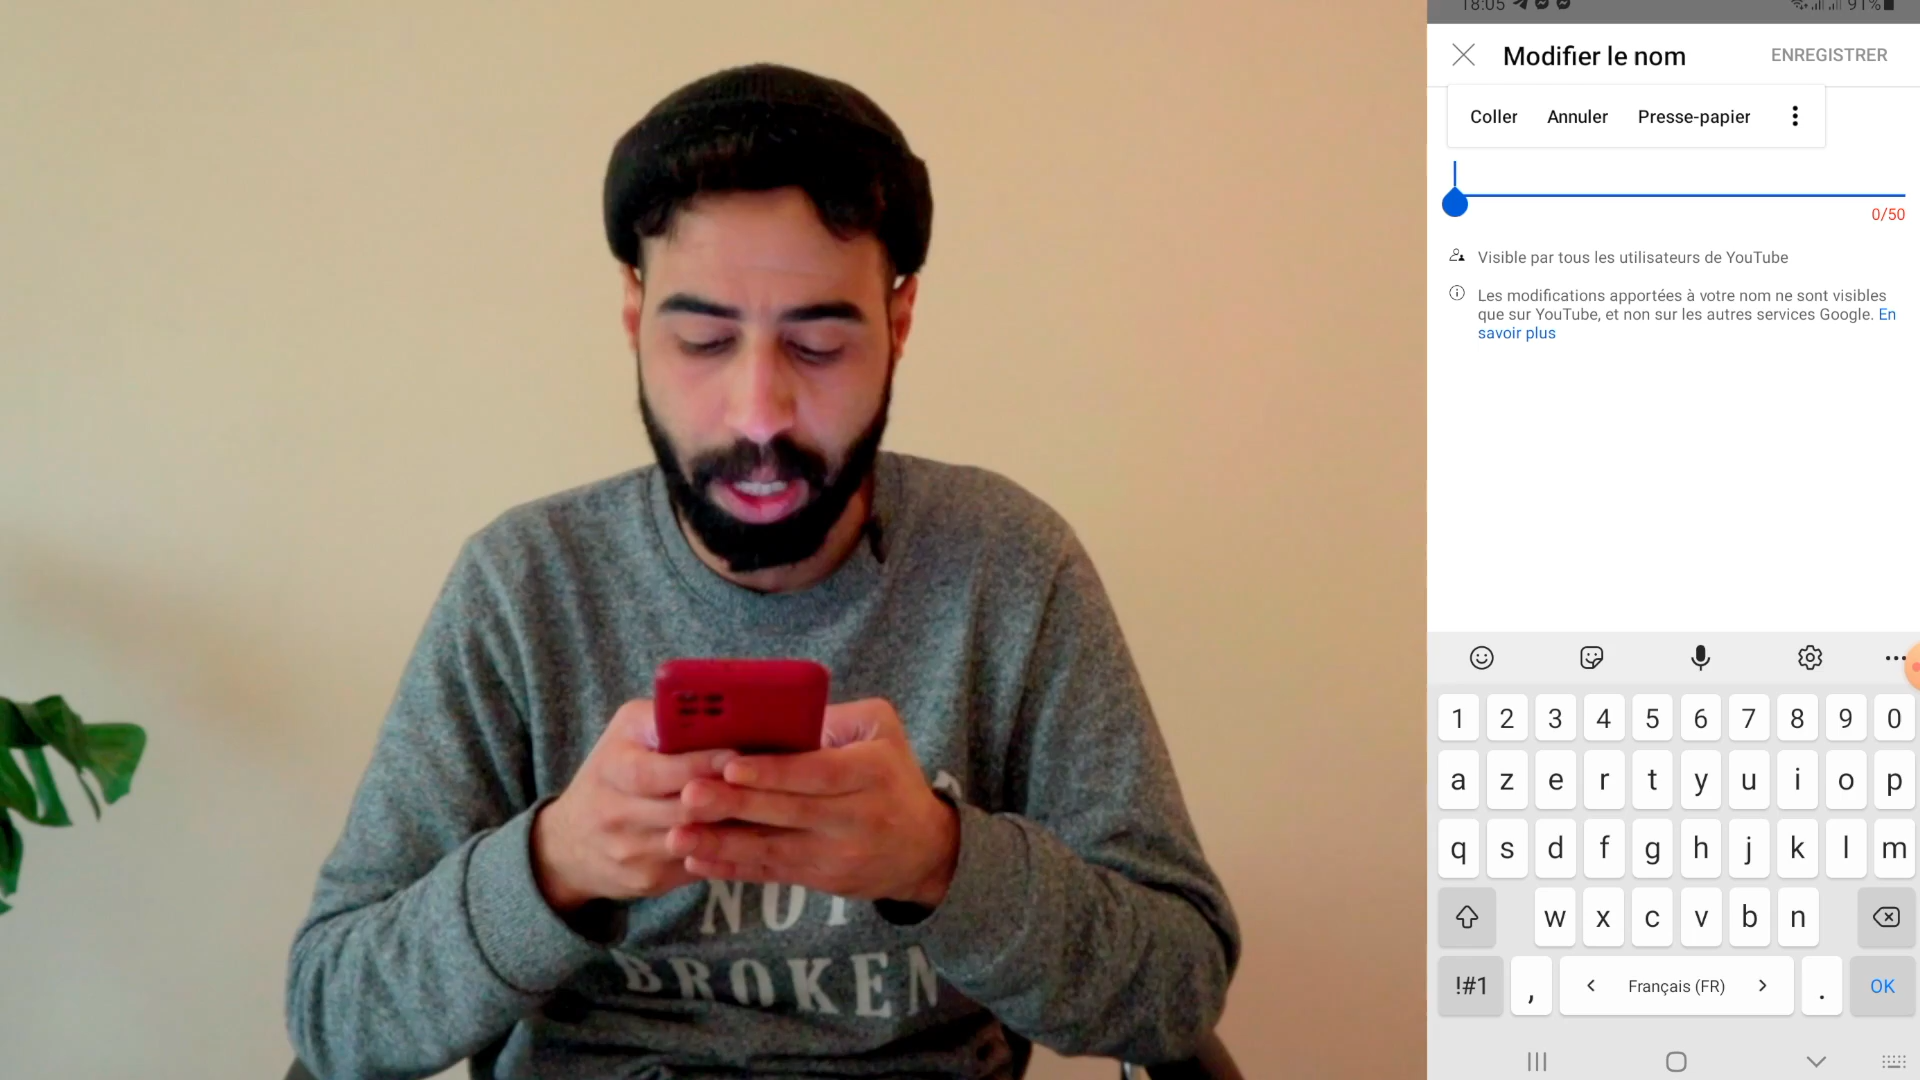 18:05 91%
Modifier le nom ENREGISTRER
Coller Annuler Presse-papier
0/50
Visible par tous les utilisateurs de YouTube
Les modifications apportées à votre nom ne sont visibles
que sur YouTube, et non sur les autres services Google. En
savoir plus
1 2 3 4 5 6 7 8 9 0
a z e r t y u i o p
q s d f g h j k l m
w x c v b n
!#1 , < Français (FR) > . OK
NOT
BROKEN